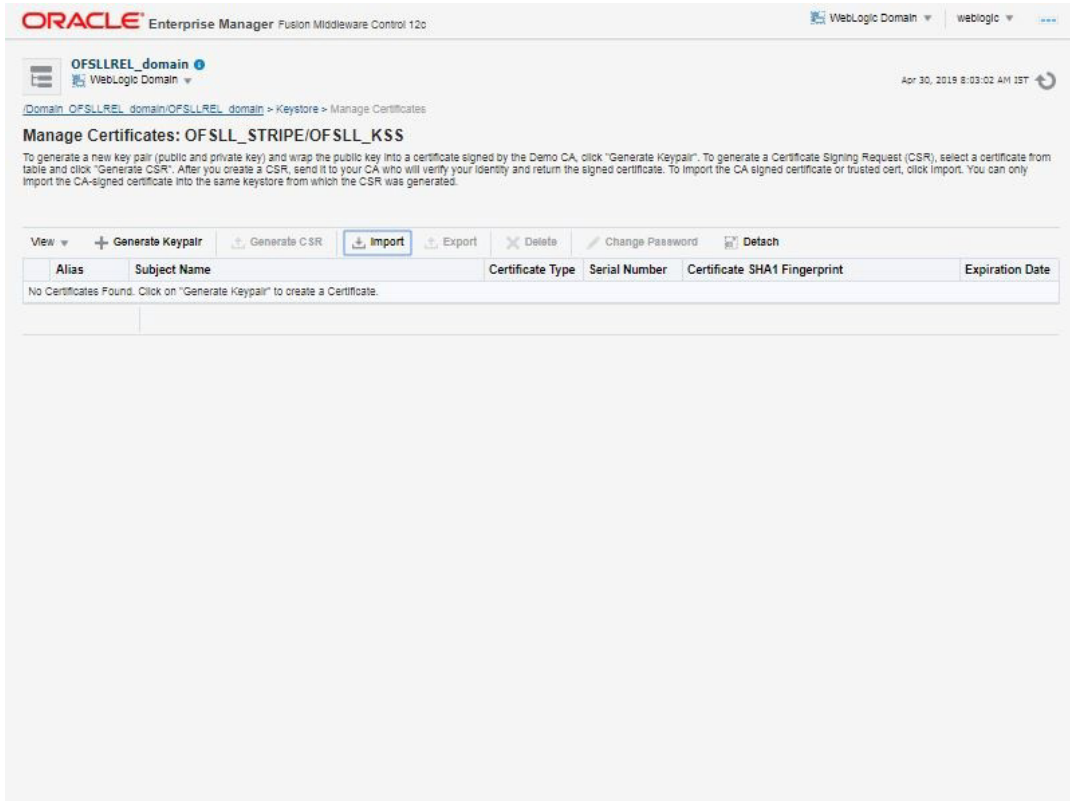 ORACLE Enterprise Manager Fusion Middleware Control 12c
WebLogic Domain
weblogic
OFSLLREL_domain
WebLogic Domain
Apr 30, 2019 8:03:02 AM IST
/Domain_OFSLLREL_domain/OFSLLREL_domain > Keystore > Manage Certificates
Manage Certificates: OFSLL_STRIPE/OFSLL_KSS
To generate a new key pair (public and private key) and wrap the public key into a certificate signed by the Demo CA, click "Generate Keypair". To generate a Certificate Signing Request (CSR), select a certificate from
table and click "Generate CSR". After you create a CSR, send it to your CA who will verify your identity and return the signed certificate. To import the CA signed certificate or trusted cert, click Import. You can only
import the CA-signed certificate into the same keystore from which the CSR was generated.
View Generate Keypair Generate CSR Import Export Delete Change Password Detach
Alias Subject Name Certificate Type Serial Number Certificate SHA1 Fingerprint Expiration Date
No Certificates Found. Click on "Generate Keypair" to create a Certificate.